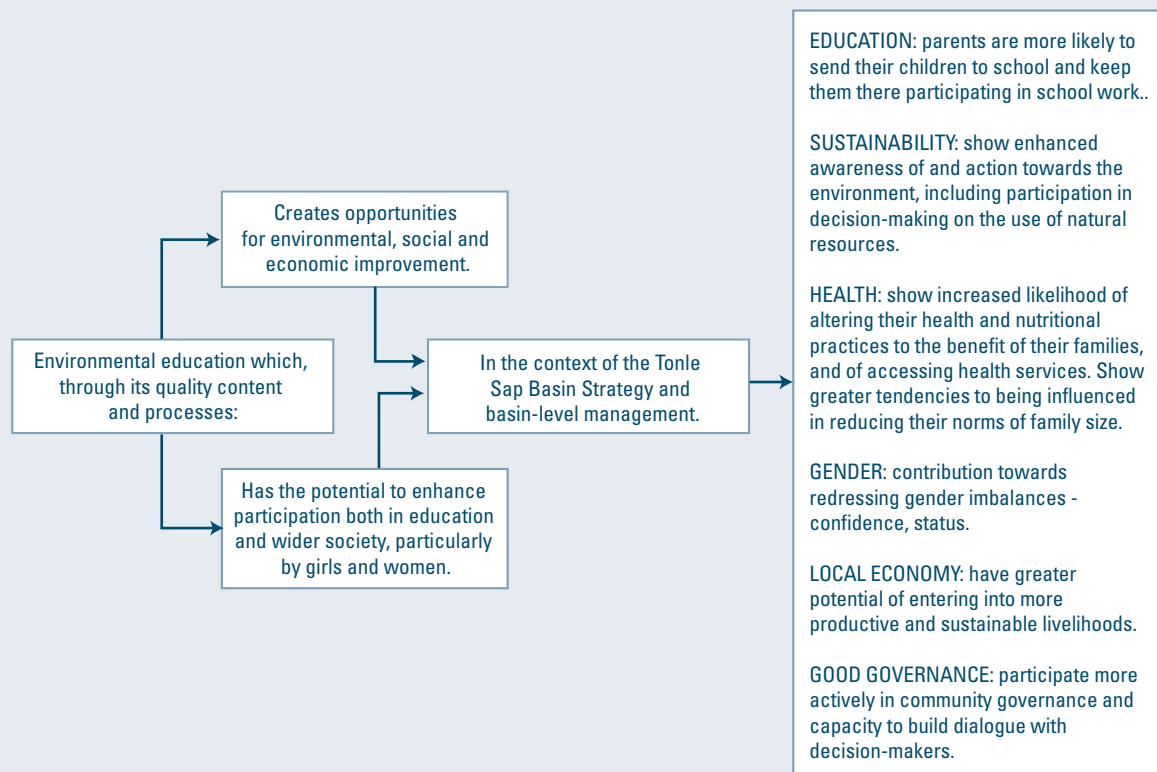 Environmental education which,
through its quality content
and processes:
Creates opportunities
for environmental, social and
economic improvement.
Has the potential to enhance
participation both in education
and wider society, particularly
by girls and women.
In the context of the Tonle
Sap Basin Strategy and
basin-level management.
EDUCATION: parents are more likely to
send their children to school and keep
them there participating in school work..
SUSTAINABILITY: show enhanced
awareness of and action towards the
environment, including participation in
decision-making on the use of natural
resources.
HEALTH: show increased likelihood of
altering their health and nutritional
practices to the benefit of their families,
and of accessing health services. Show
greater tendencies to being influenced
in reducing their norms of family size.
GENDER: contribution towards
redressing gender imbalances -
confidence, status.
LOCAL ECONOMY: have greater
potential of entering into more
productive and sustainable livelihoods.
GOOD GOVERNANCE: participate more
actively in community governance and
capacity to build dialogue with
decision-makers.